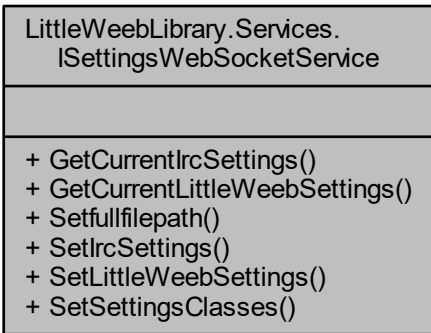 LittleWeebLibrary.Services.
ISettingsWebSocketService
+ GetCurrentIrcSettings()
+ GetCurrentLittleWeebSettings()
+ Setfullfilepath()
+ SetIrcSettings()
+ SetLittleWeebSettings()
+ SetSettingsClasses()